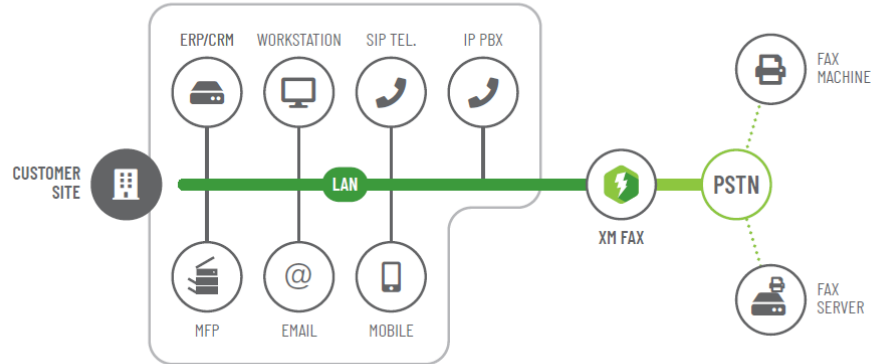 ERP/CRM
WORKSTATION
SIP TEL.
IP PBX
FAX
MACHINE
CUSTOMER
SITE
LAN
PSTN
XM FAX
@
MFP
EMAIL
MOBILE
FAX
SERVER